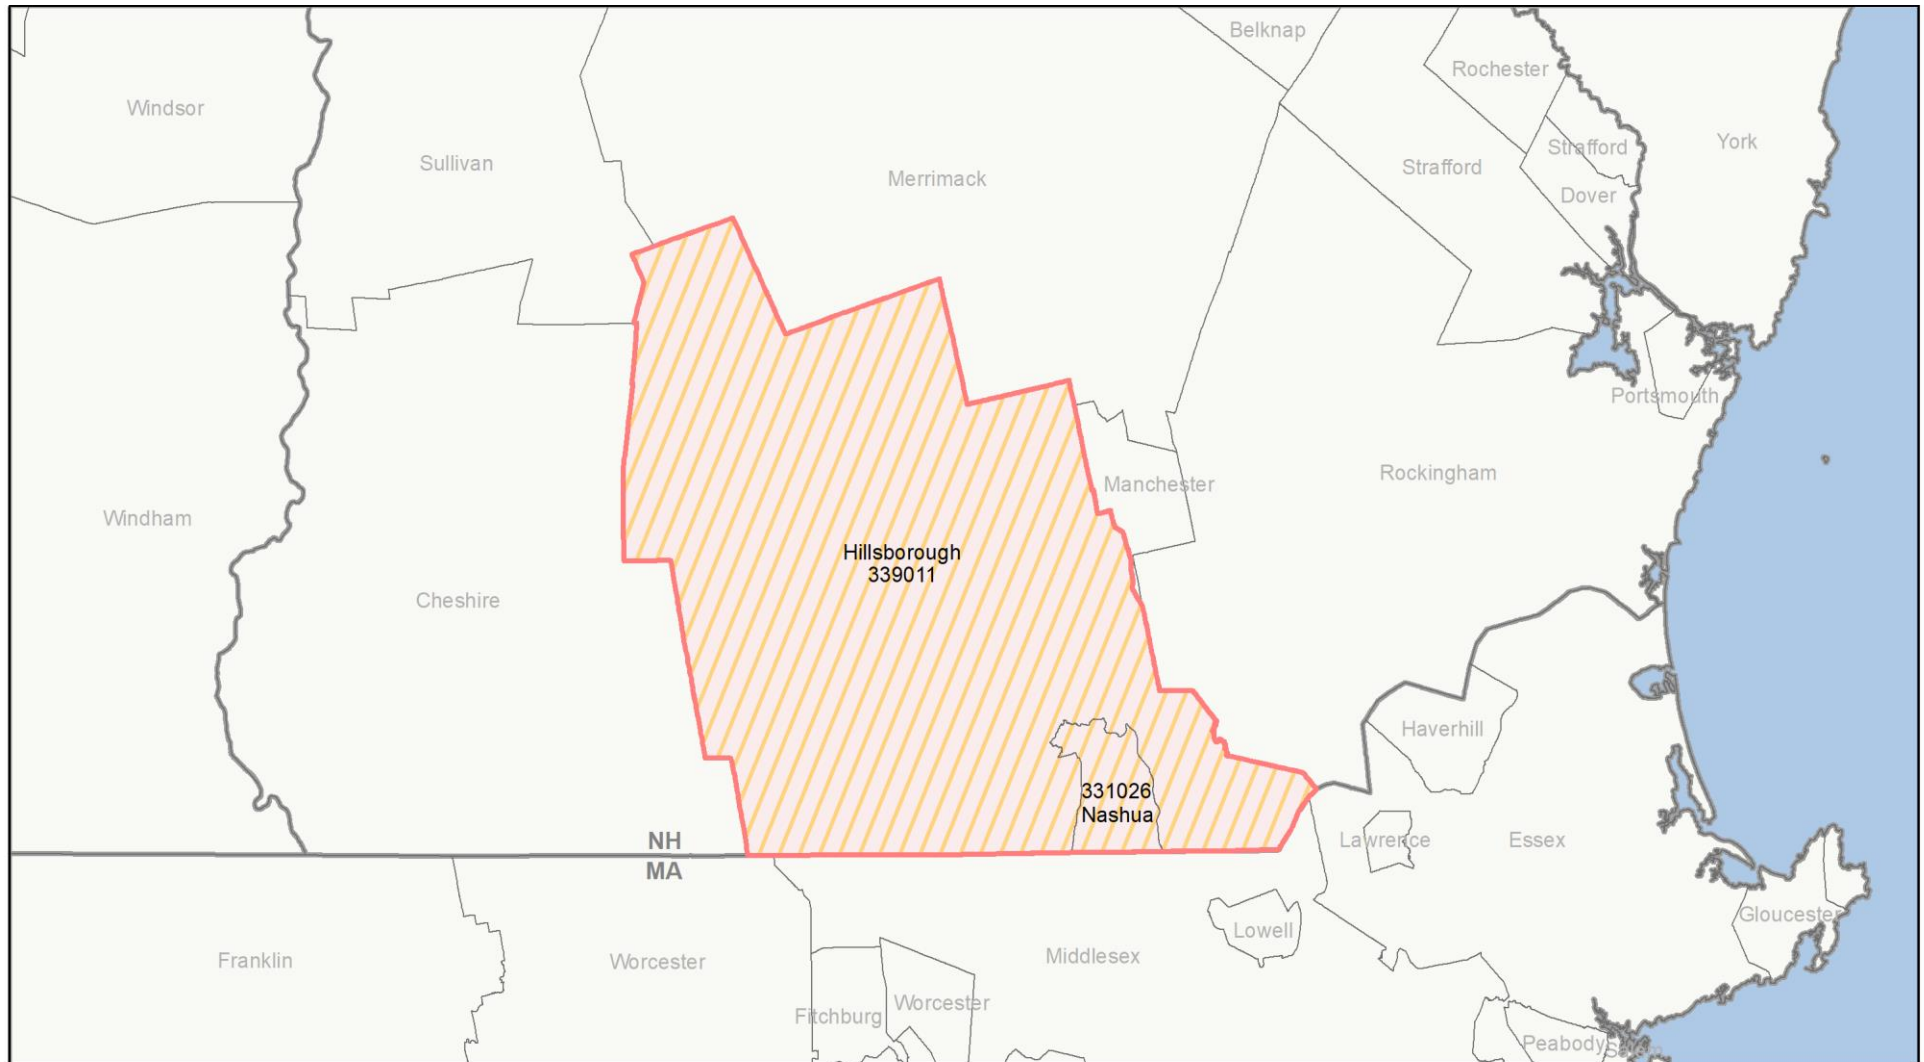 Belknap
Rochester
Windsor
York
Strafford
Sullivan
Strafford
Merrimack
Dover
Portsmouth
Rockingham
Manchester
Windham
Hillsborough
339011
Cheshire
Haverhill
331026
Nashua
NH
MA
Lawrence
Essex
Gloucester
Lowell
Middlesex
Franklin
Worcester
Worcester
Fitchburg
Peabody
Salem